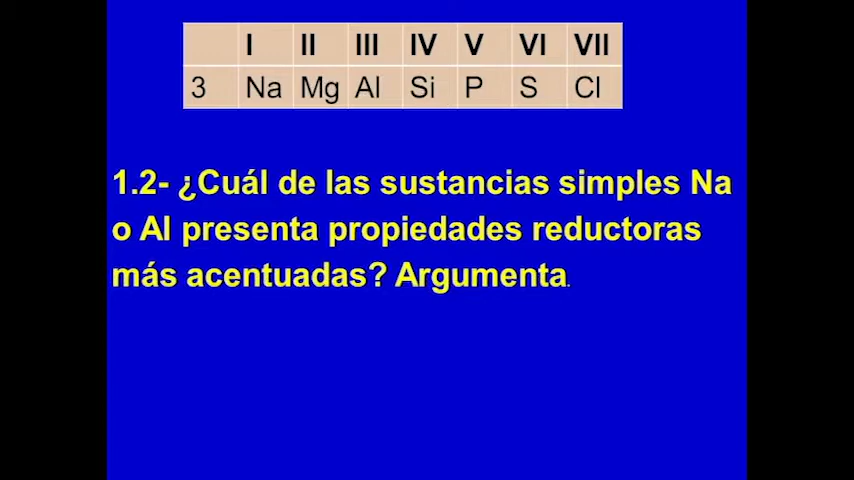 I II III IV V VI VII
3 Na Mg Al Si P S Cl
1.2- ¿Cuál de las sustancias simples Na
o Al presenta propiedades reductoras
más acentuadas? Argumenta.